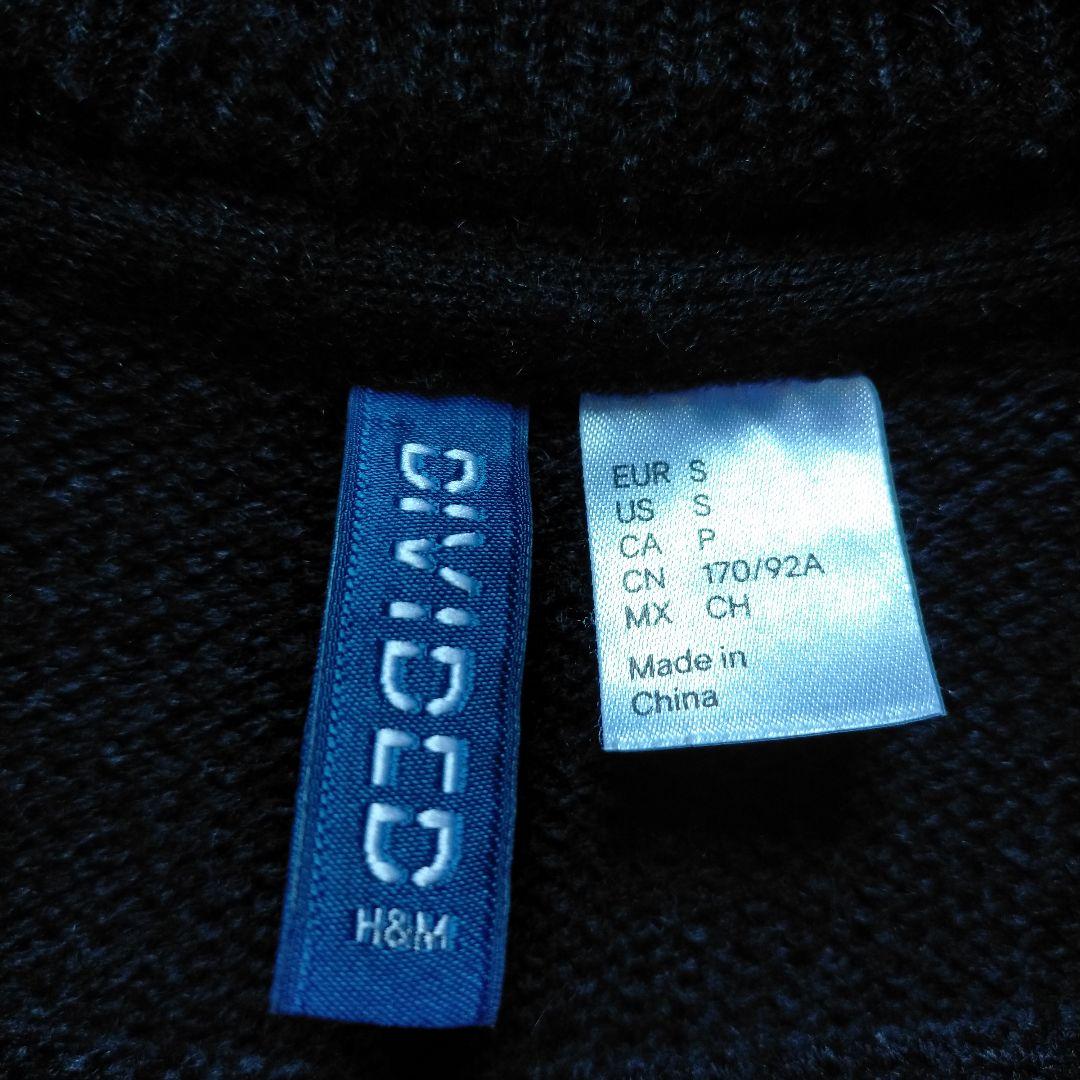 DIVIDED
H&M
EUR S
US S
CA P
CN 170/92A
MX CH
Made in
China